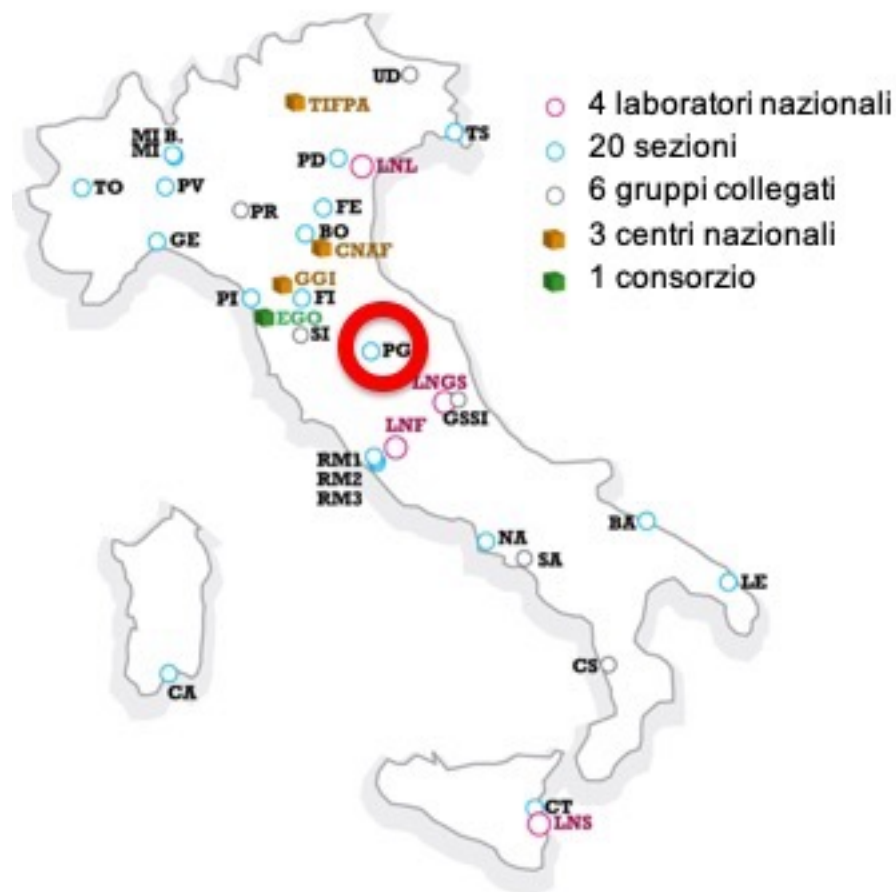 UD
TIFPA
4 laboratori nazionali
20 sezioni
6 gruppi collegati
3 centri nazionali
1 consorzio
TS
MI B.
MI
PD
LNL
TO
PV
PR
FE
BO
CNAF
GE
GGI
PI
FI
EGO
SI
PG
LNGS
GSSI
LNF
RM1
RM2
RM3
NA
SA
BA
LE
CS
CA
CT
LNS